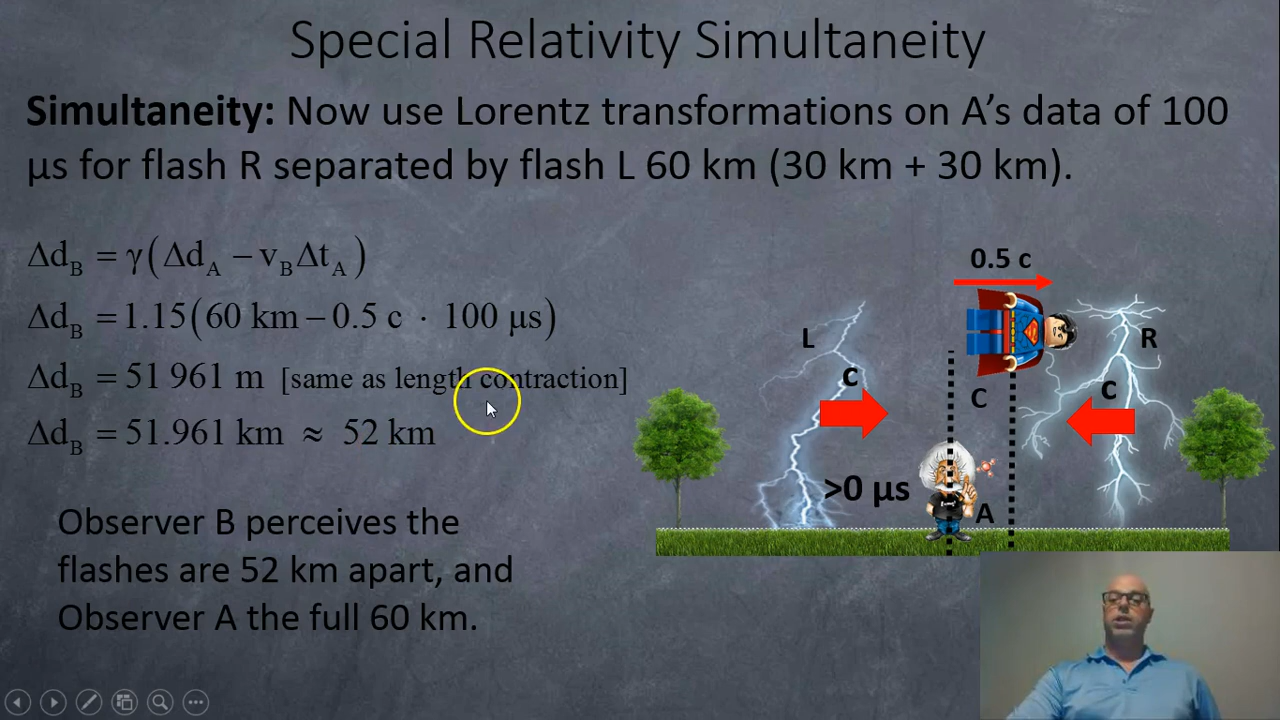 Special Relativity Simultaneity
Simultaneity: Now use Lorentz transformations on A’s data of 100
µs for flash R separated by flash L 60 km (30 km + 30 km).
Δd_B = γ(Δd_A − v_BΔt_A)
Δd_B = 1.15(60 km − 0.5 c · 100 µs)
Δd_B = 51 961 m [same as length contraction]
Δd_B = 51.961 km ≈ 52 km
Observer B perceives the
flashes are 52 km apart, and
Observer A the full 60 km.
0.5 c
L
R
c
C
c
>0 µs
A